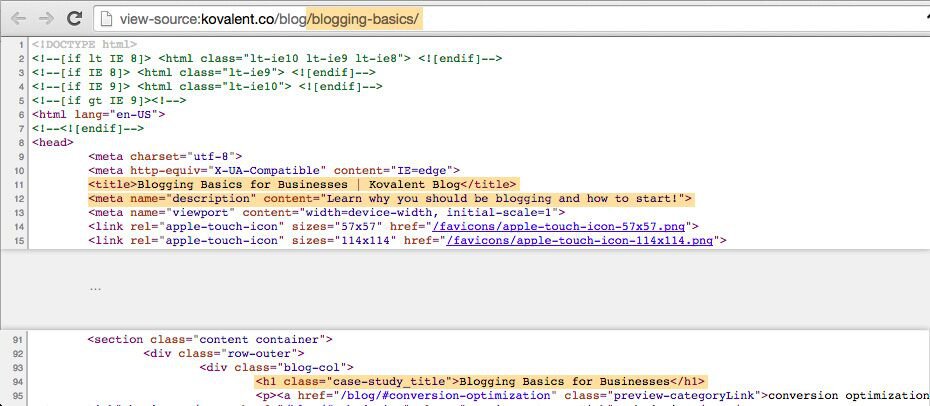 view-source:kovalent.co/blog/blogging-basics/
1 <!DOCTYPE html>
2 <!--[if lt IE 8]> <html class="lt-ie10 lt-ie9 lt-ie8"> <![endif]-->
3 <!--[if IE 8]> <html class="lt-ie9"> <![endif]-->
4 <!--[if IE 9]> <html class="lt-ie10"> <![endif]-->
5 <!--[if gt IE 9]><!-->
6 <html lang="en-US">
7 <!--<![endif]-->
8 <head>
9 <meta charset="utf-8">
10 <meta http-equiv="X-UA-Compatible" content="IE=edge">
11 <title>Blogging Basics for Businesses | Kovalent Blog</title>
12 <meta name="description" content="Learn why you should be blogging and how to start!">
13 <meta name="viewport" content="width=device-width, initial-scale=1">
14 <link rel="apple-touch-icon" sizes="57x57" href="/favicons/apple-touch-icon-57x57.png">
15 <link rel="apple-touch-icon" sizes="114x114" href="/favicons/apple-touch-icon-114x114.png">
...
91 <section class="content container">
92 <div class="row-outer">
93 <div class="blog-col">
94 <h1 class="case-study_title">Blogging Basics for Businesses</h1>
95 <p><a href="/blog/#conversion-optimization" class="preview-categoryLink">conversion optimization